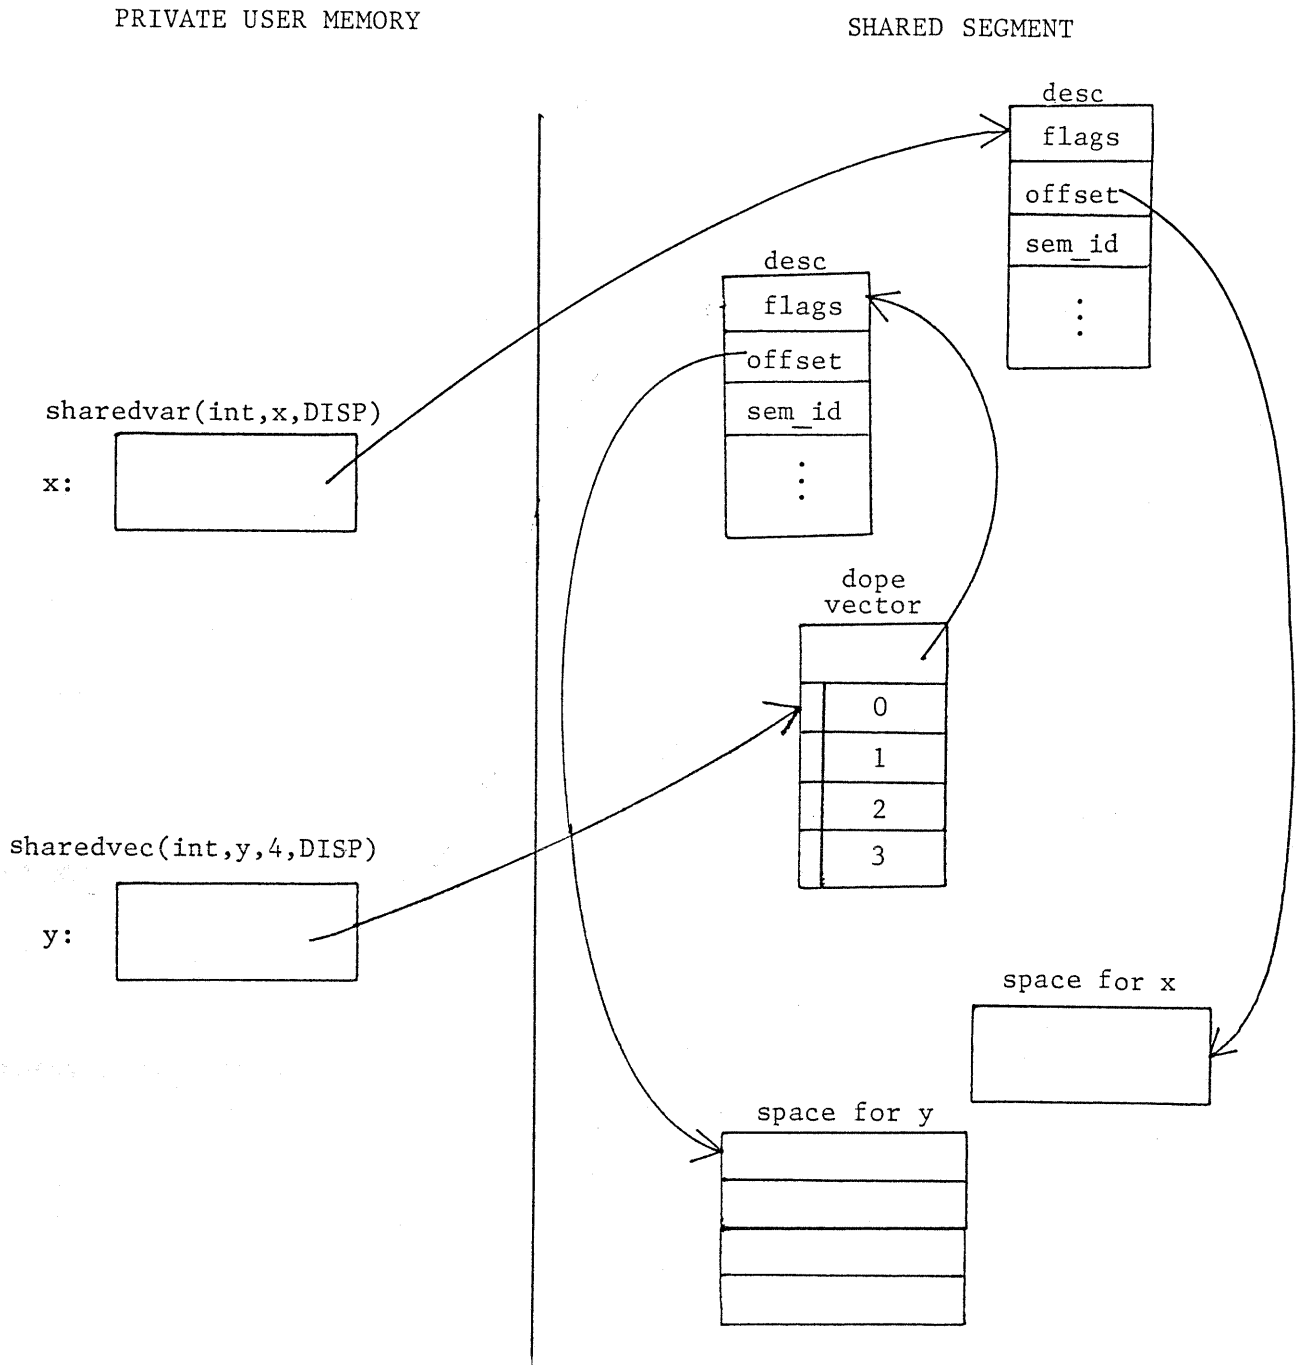 PRIVATE USER MEMORY
SHARED SEGMENT
desc
flags
offset
sem_id
desc
flags
offset
sem_id
sharedvar(int,x,DISP)
x:
dope
vector
0
1
2
3
sharedvec(int,y,4,DISP)
y:
space for x
space for y